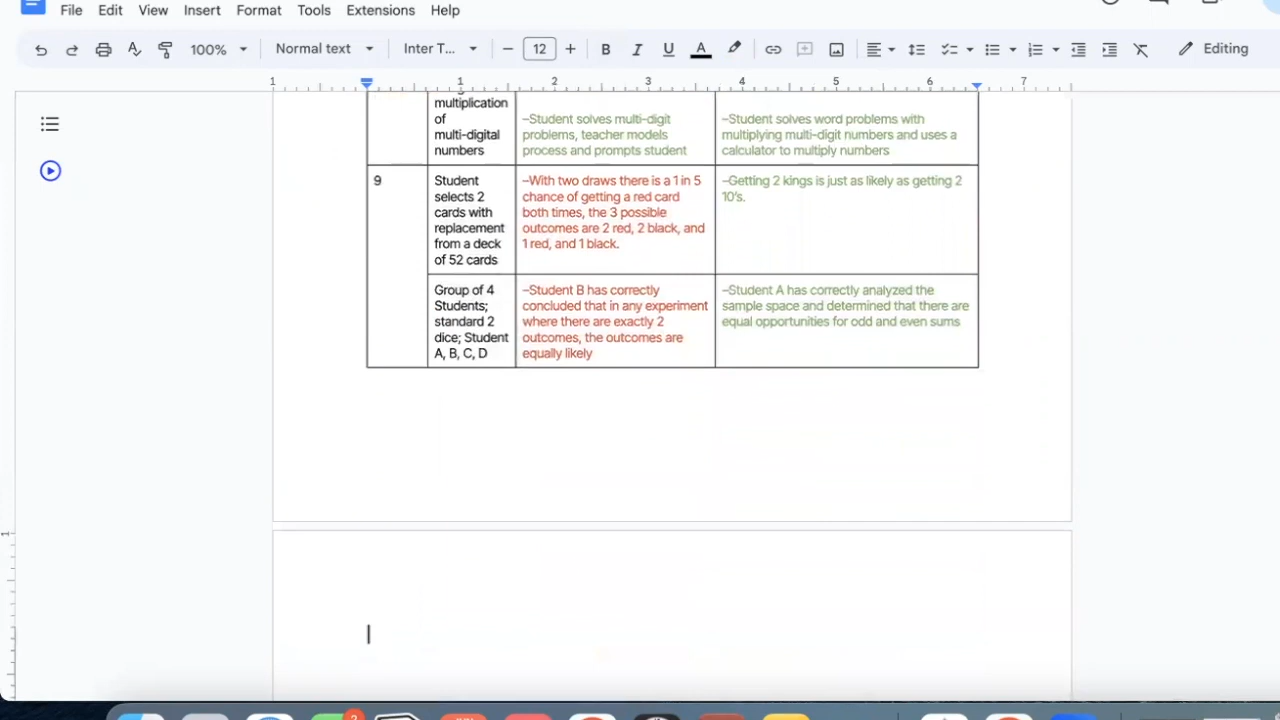 File Edit View Insert Format Tools Extensions Help
100% Normal text Inter T... 12 Editing
1 1 2 3 4 5 6 7
multiplication
of
multi-digital
numbers
–Student solves multi-digit
problems, teacher models
process and prompts student
–Student solves word problems with
multiplying multi-digit numbers and uses a
calculator to multiply numbers
9
Student
selects 2
cards with
replacement
from a deck
of 52 cards
–With two draws there is a 1 in 5
chance of getting a red card
both times, the 3 possible
outcomes are 2 red, 2 black, and
1 red, and 1 black.
–Getting 2 kings is just as likely as getting 2
10's.
Group of 4
Students;
standard 2
dice; Student
A, B, C, D
–Student B has correctly
concluded that in any experiment
where there are exactly 2
outcomes, the outcomes are
equally likely
–Student A has correctly analyzed the
sample space and determined that there are
equal opportunities for odd and even sums
1
2